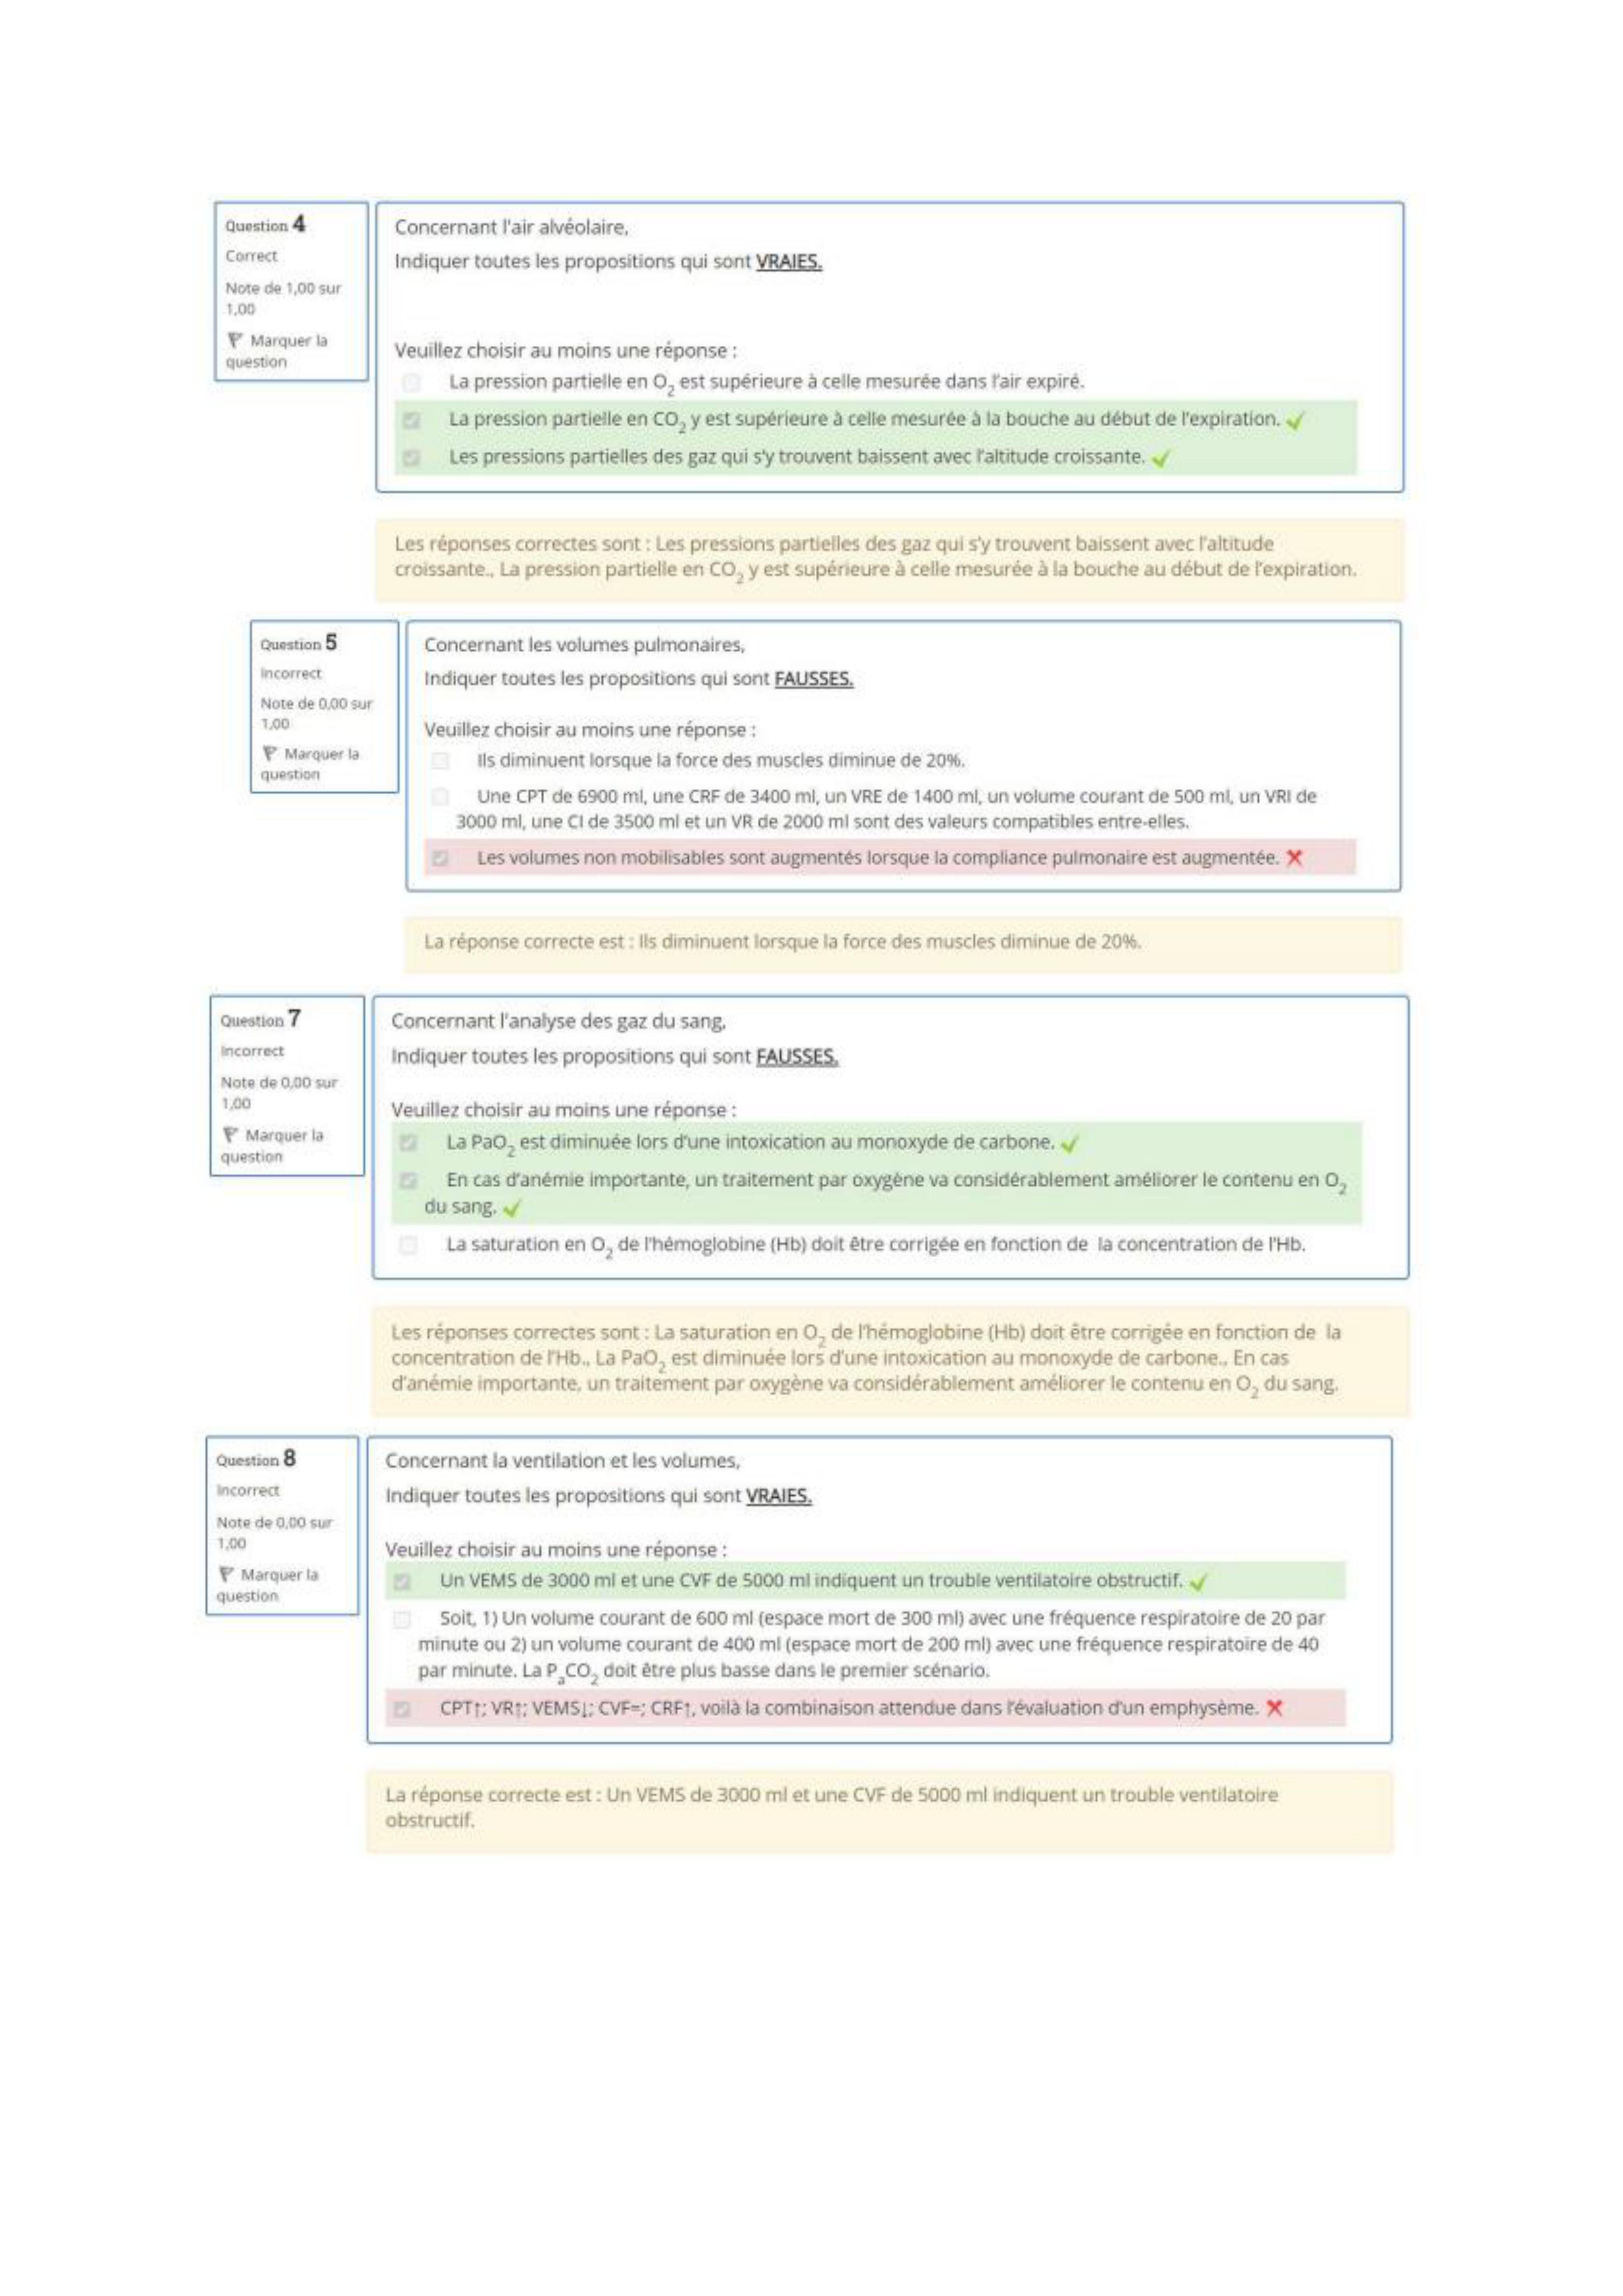 Question 4
Correct
Note de 1,00 sur
1,00
Marquer la
question
Concernant l'air alvéolaire,
Indiquer toutes les propositions qui sont VRAIES.
Veuillez choisir au moins une réponse :
La pression partielle en O₂ est supérieure à celle mesurée dans l'air expiré.
La pression partielle en CO₂ y est supérieure à celle mesurée à la bouche au début de l'expiration.
Les pressions partielles des gaz qui s'y trouvent baissent avec l'altitude croissante.
Les réponses correctes sont : Les pressions partielles des gaz qui s'y trouvent baissent avec l'altitude
croissante., La pression partielle en CO₂ y est supérieure à celle mesurée à la bouche au début de l'expiration.
Question 5
Incorrect
Note de 0,00 sur
1,00
Marquer la
question
Concernant les volumes pulmonaires,
Indiquer toutes les propositions qui sont FAUSSES.
Veuillez choisir au moins une réponse :
Ils diminuent lorsque la force des muscles diminue de 20%.
Une CPT de 6900 ml, une CRF de 3400 ml, un VRE de 1400 ml, un volume courant de 500 ml, un VRI de
3000 ml, une CI de 3500 ml et un VR de 2000 ml sont des valeurs compatibles entre-elles.
Les volumes non mobilisables sont augmentés lorsque la compliance pulmonaire est augmentée.
La réponse correcte est : Ils diminuent lorsque la force des muscles diminue de 20%.
Question 7
Incorrect
Note de 0,00 sur
1,00
Marquer la
question
Concernant l'analyse des gaz du sang,
Indiquer toutes les propositions qui sont FAUSSES.
Veuillez choisir au moins une réponse :
La PaO₂ est diminuée lors d'une intoxication au monoxyde de carbone.
En cas d'anémie importante, un traitement par oxygène va considérablement améliorer le contenu en O₂
du sang.
La saturation en O₂ de l'hémoglobine (Hb) doit être corrigée en fonction de la concentration de l'Hb.
Les réponses correctes sont : La saturation en O₂ de l'hémoglobine (Hb) doit être corrigée en fonction de la
concentration de l'Hb., La PaO₂ est diminuée lors d'une intoxication au monoxyde de carbone., En cas
d'anémie importante, un traitement par oxygène va considérablement améliorer le contenu en O₂ du sang.
Question 8
Incorrect
Note de 0,00 sur
1,00
Marquer la
question
Concernant la ventilation et les volumes,
Indiquer toutes les propositions qui sont VRAIES.
Veuillez choisir au moins une réponse :
Un VEMS de 3000 ml et une CVF de 5000 ml indiquent un trouble ventilatoire obstructif.
Soit, 1) Un volume courant de 600 ml (espace mort de 300 ml) avec une fréquence respiratoire de 20 par
minute ou 2) un volume courant de 400 ml (espace mort de 200 ml) avec une fréquence respiratoire de 40
par minute. La PₐCO₂ doit être plus basse dans le premier scénario.
CPT↑; VR↑; VEMS↓; CVF=; CRF↑, voilà la combinaison attendue dans l'évaluation d'un emphysème.
La réponse correcte est : Un VEMS de 3000 ml et une CVF de 5000 ml indiquent un trouble ventilatoire
obstructif.